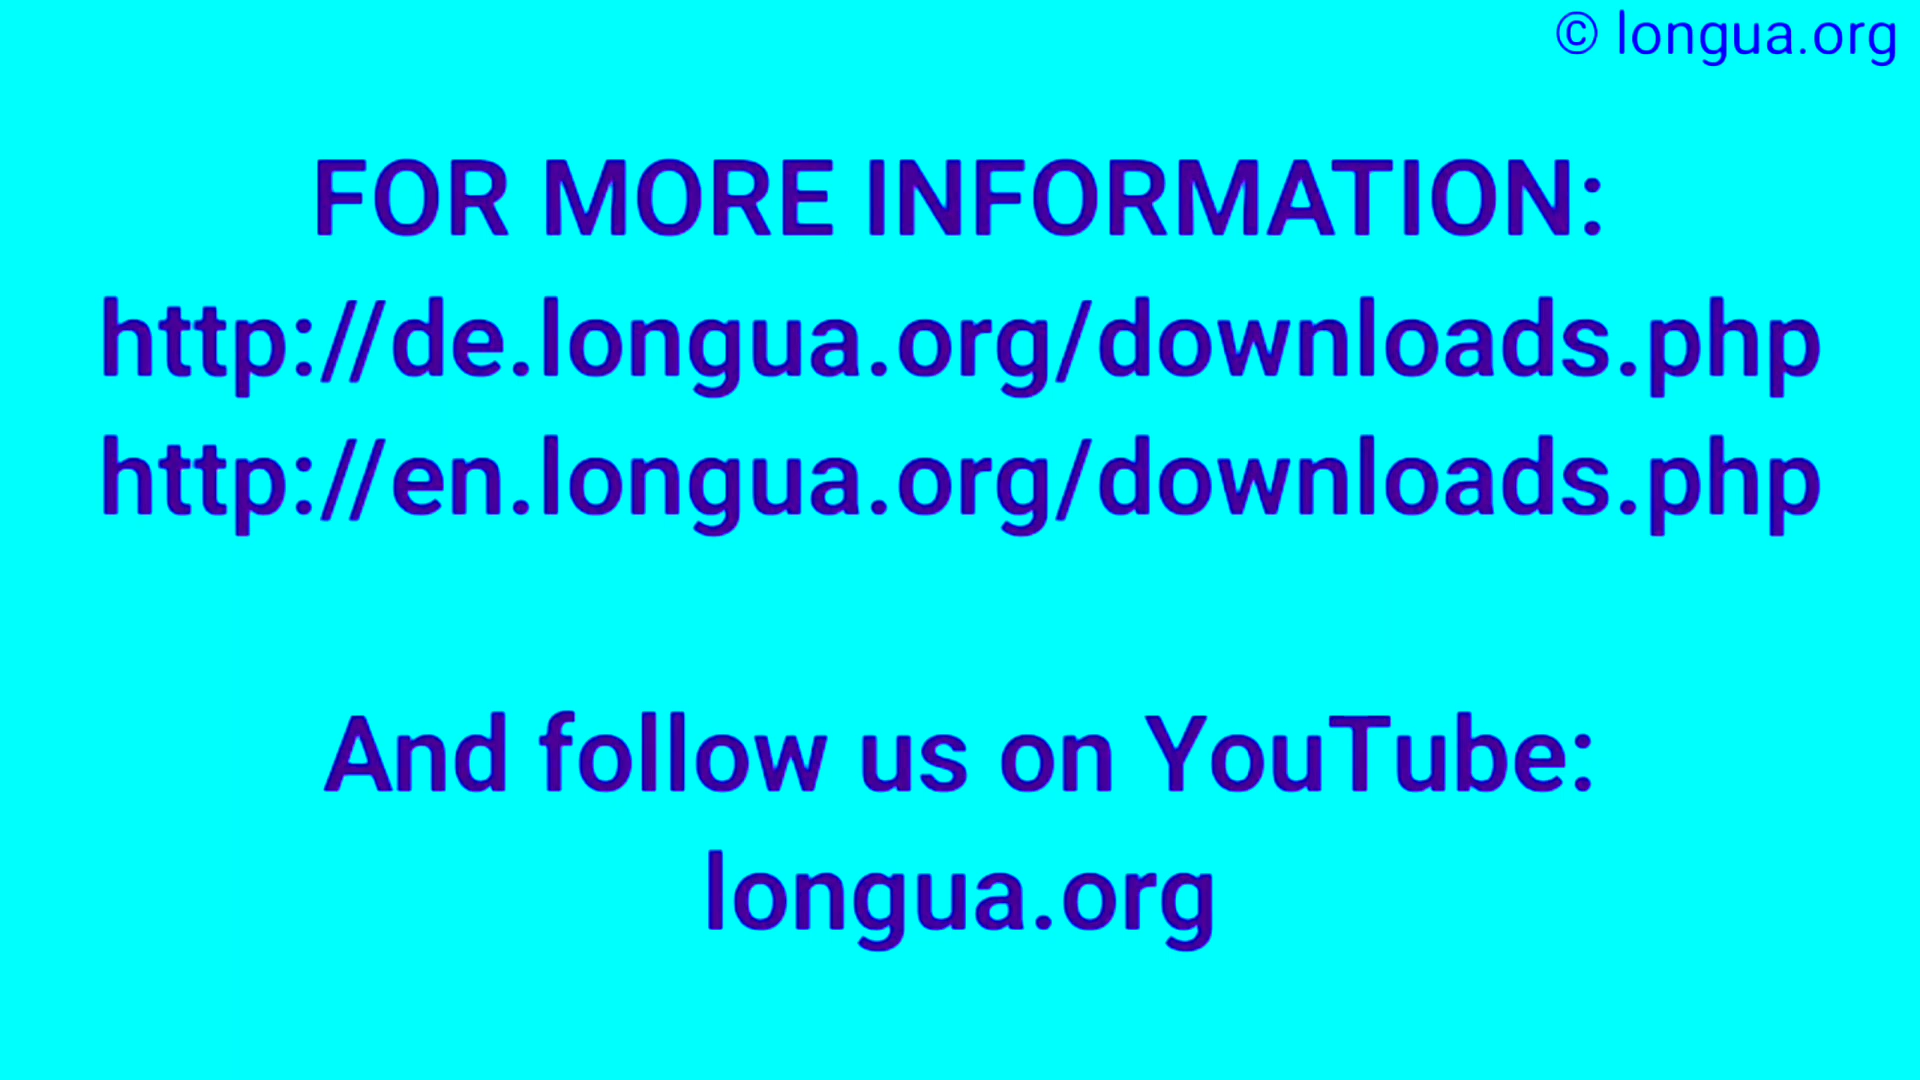 © longua.org
FOR MORE INFORMATION:
http://de.longua.org/downloads.php
http://en.longua.org/downloads.php
And follow us on YouTube:
longua.org